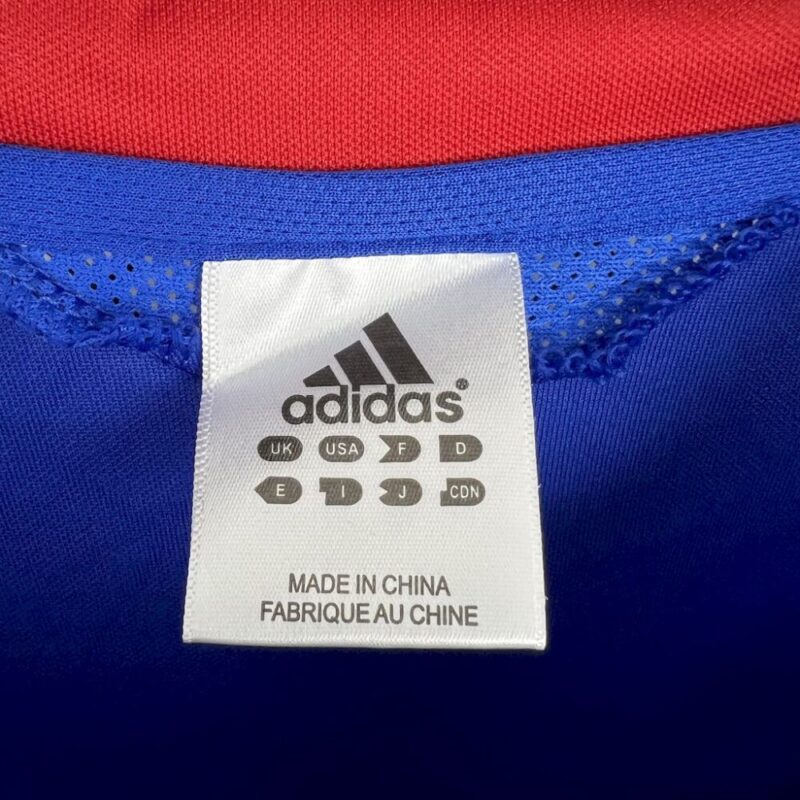 adidas®
UK USA F D
E I J CDN
MADE IN CHINA
FABRIQUE AU CHINE